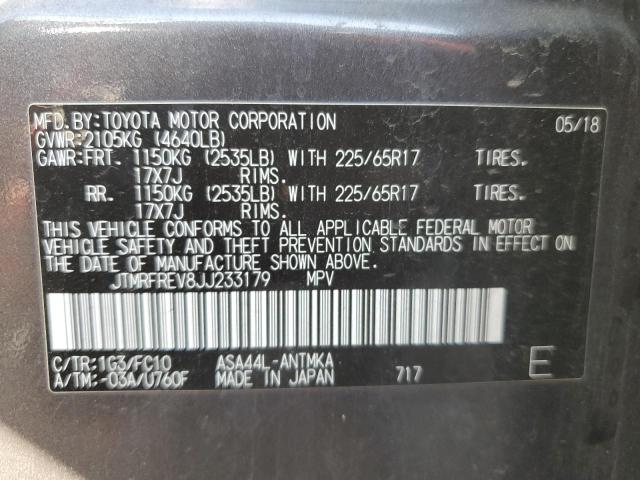 MFD.BY:TOYOTA MOTOR CORPORATION 05/18
GVWR:2105KG (4640LB)
GAWR:FRT. 1150KG (2535LB) WITH 225/65R17 TIRES.
17X7J RIMS.
RR. 1150KG (2535LB) WITH 225/65R17 TIRES.
17X7J RIMS.
THIS VEHICLE CONFORMS TO ALL APPLICABLE FEDERAL MOTOR
VEHICLE SAFETY AND THEFT PREVENTION STANDARDS IN EFFECT ON
THE DATE OF MANUFACTURE SHOWN ABOVE.
JTMRFREV8JJ233179 MPV
C/TR:1G3/FC10 ASA44L-ANTMKA
A/TM:-03A/U760F MADE IN JAPAN 717 E